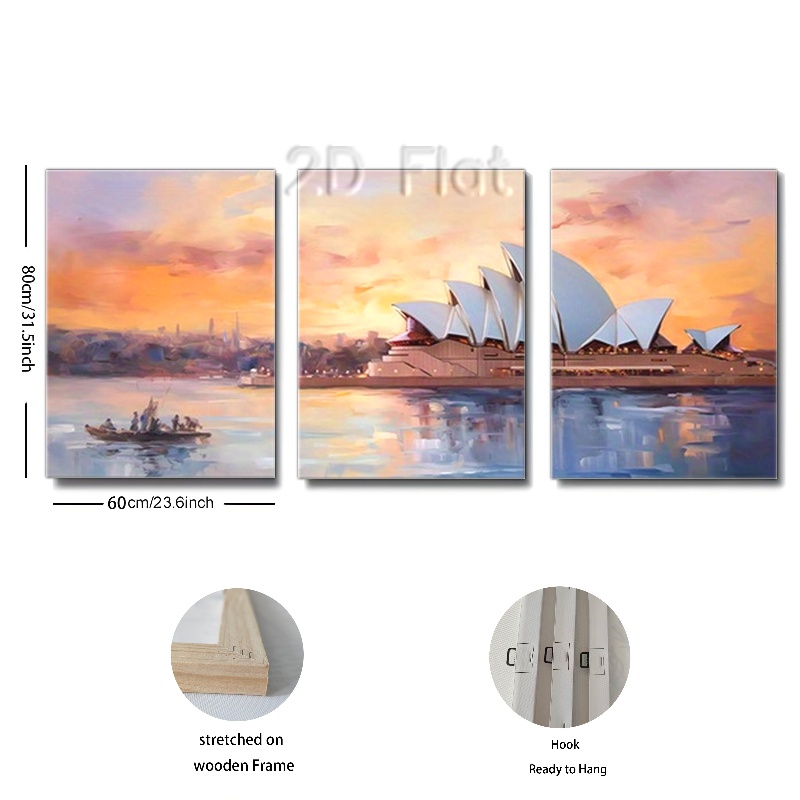 2D Flat
80cm/31.5inch
60cm/23.6inch
stretched on
wooden Frame
Hook
Ready to Hang